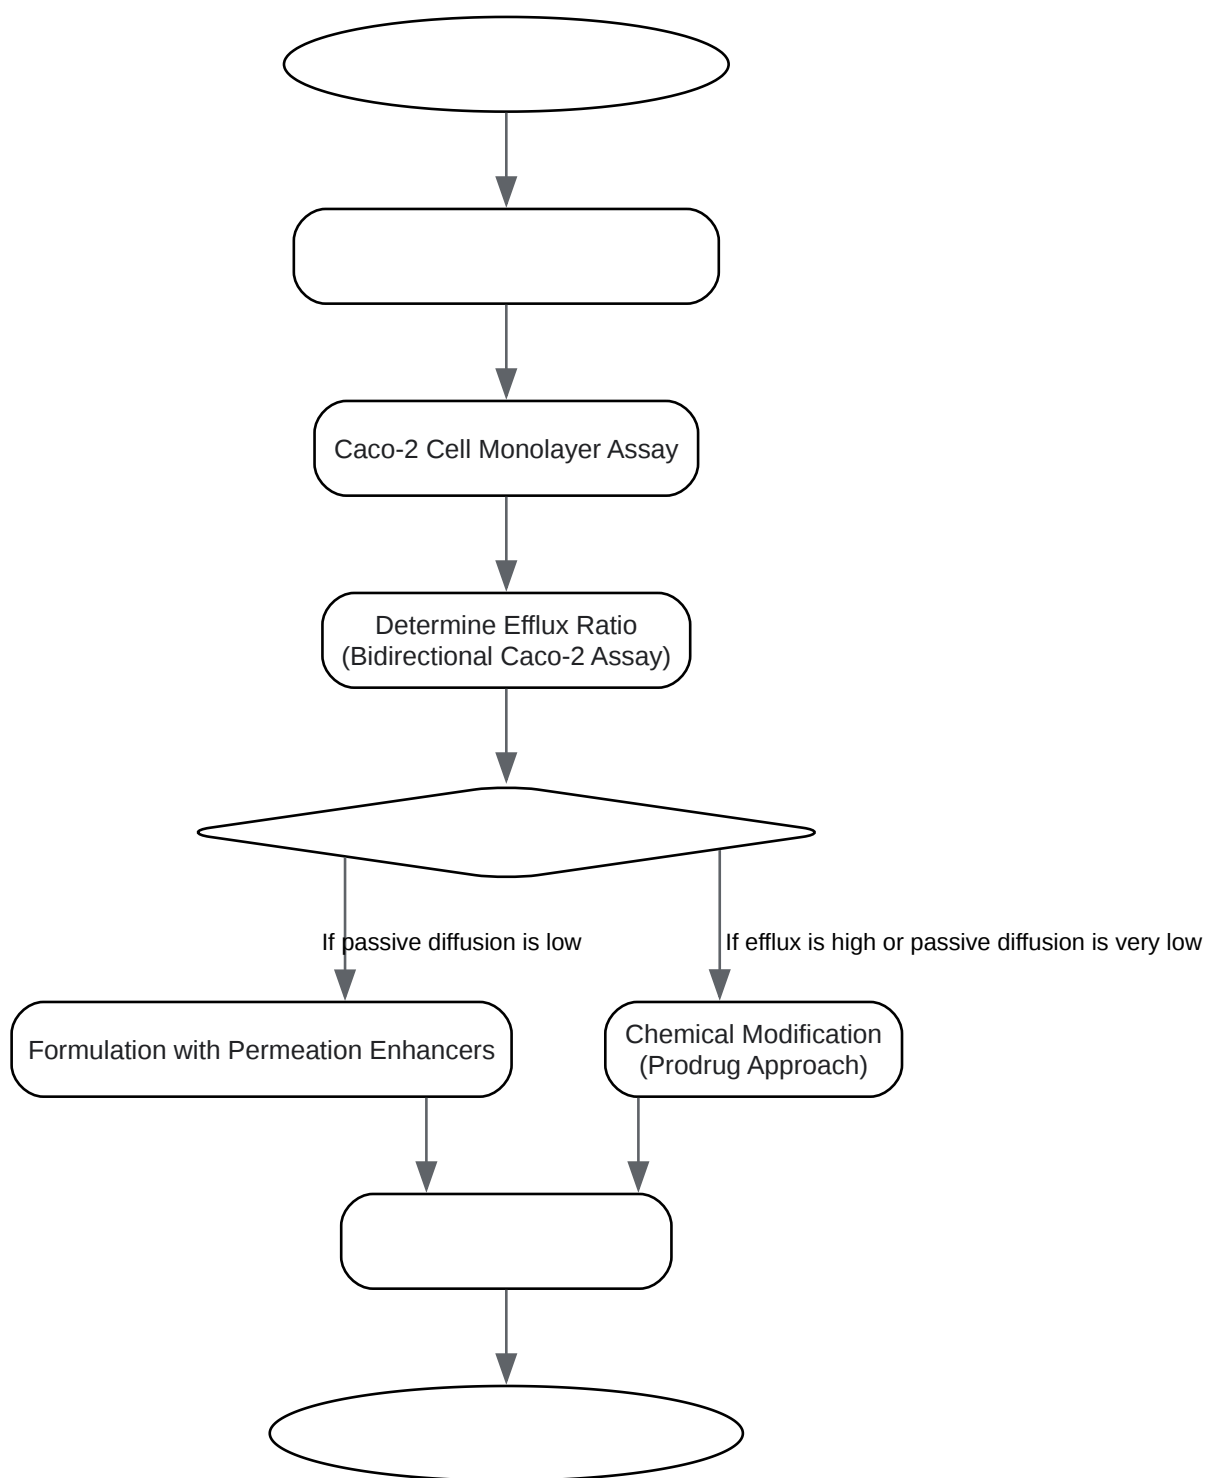 Caco-2 Cell Monolayer Assay
Determine Efflux Ratio
(Bidirectional Caco-2 Assay)
If passive diffusion is low
If efflux is high or passive diffusion is very low
Formulation with Permeation Enhancers
Chemical Modification
(Prodrug Approach)